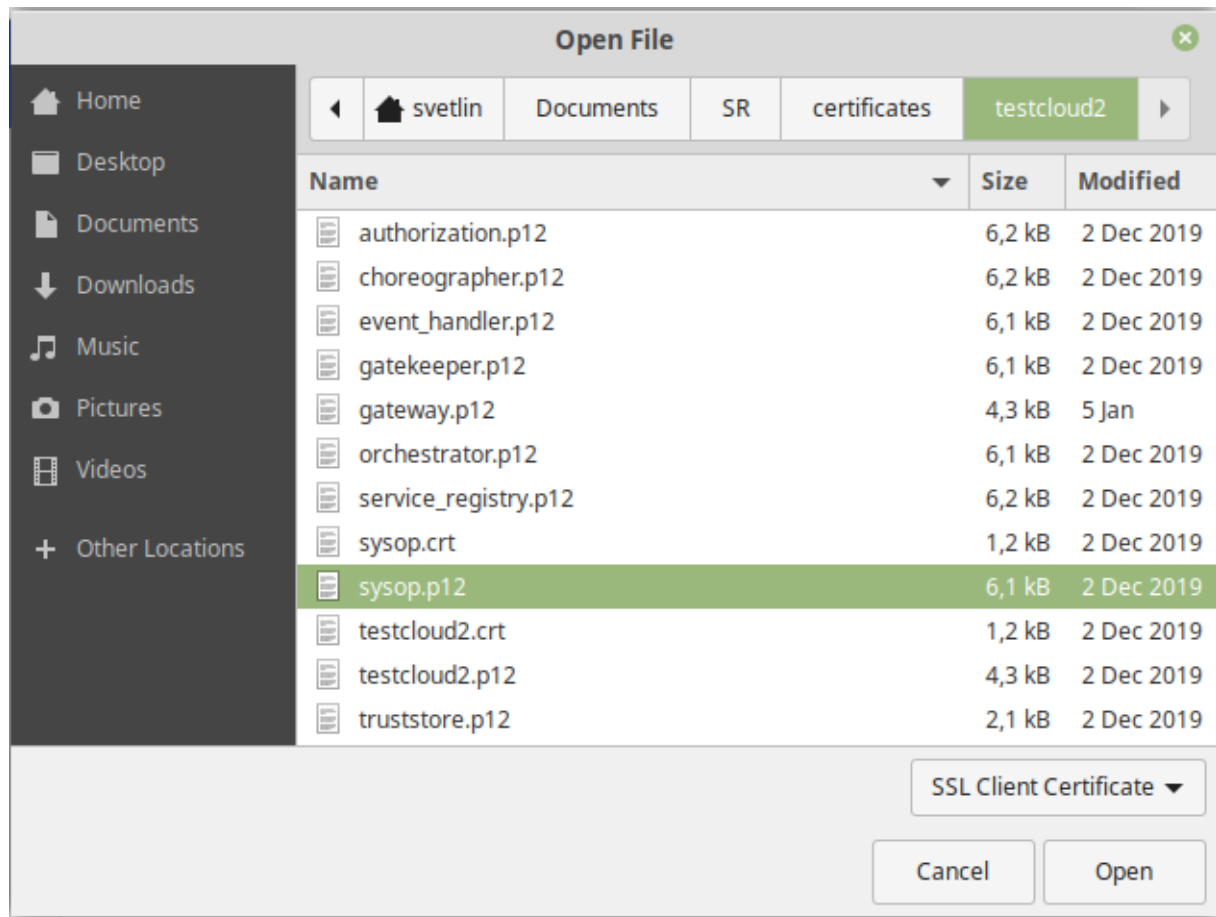 Open File
Home
Desktop
Documents
Downloads
Music
Pictures
Videos
Other Locations
svetlin Documents SR certificates testcloud2
Name Size Modified
authorization.p12 6,2 kB 2 Dec 2019
choreographer.p12 6,2 kB 2 Dec 2019
event_handler.p12 6,1 kB 2 Dec 2019
gatekeeper.p12 6,1 kB 2 Dec 2019
gateway.p12 4,3 kB 5 Jan
orchestrator.p12 6,1 kB 2 Dec 2019
service_registry.p12 6,2 kB 2 Dec 2019
sysop.crt 1,2 kB 2 Dec 2019
sysop.p12 6,1 kB 2 Dec 2019
testcloud2.crt 1,2 kB 2 Dec 2019
testcloud2.p12 4,3 kB 2 Dec 2019
truststore.p12 2,1 kB 2 Dec 2019
SSL Client Certificate
Cancel Open